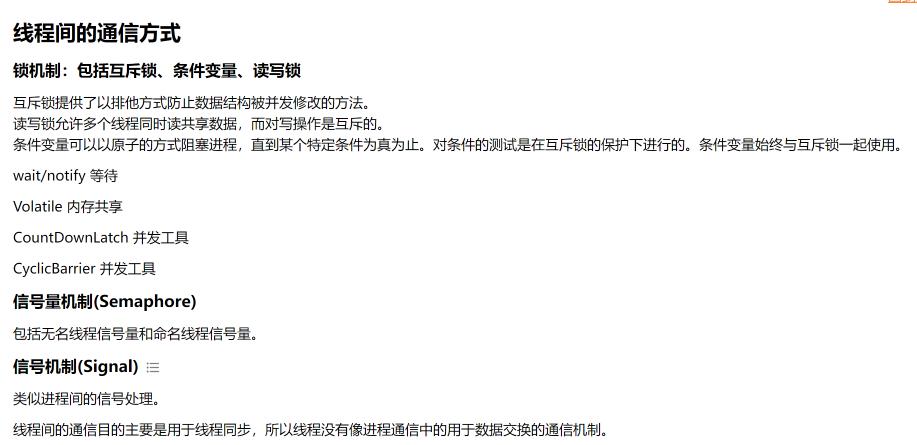 线程间的通信方式
锁机制：包括互斥锁、条件变量、读写锁
互斥锁提供了以排他方式防止数据结构被并发修改的方法。
读写锁允许多个线程同时读共享数据，而对写操作是互斥的。
条件变量可以以原子的方式阻塞进程，直到某个特定条件为真为止。对条件的测试是在互斥锁的保护下进行的。条件变量始终与互斥锁一起使用。
wait/notify 等待
Volatile 内存共享
CountDownLatch 并发工具
CyclicBarrier 并发工具
信号量机制(Semaphore)
包括无名线程信号量和命名线程信号量。
信号机制(Signal)
类似进程间的信号处理。
线程间的通信目的主要是用于线程同步，所以线程没有像进程通信中的用于数据交换的通信机制。